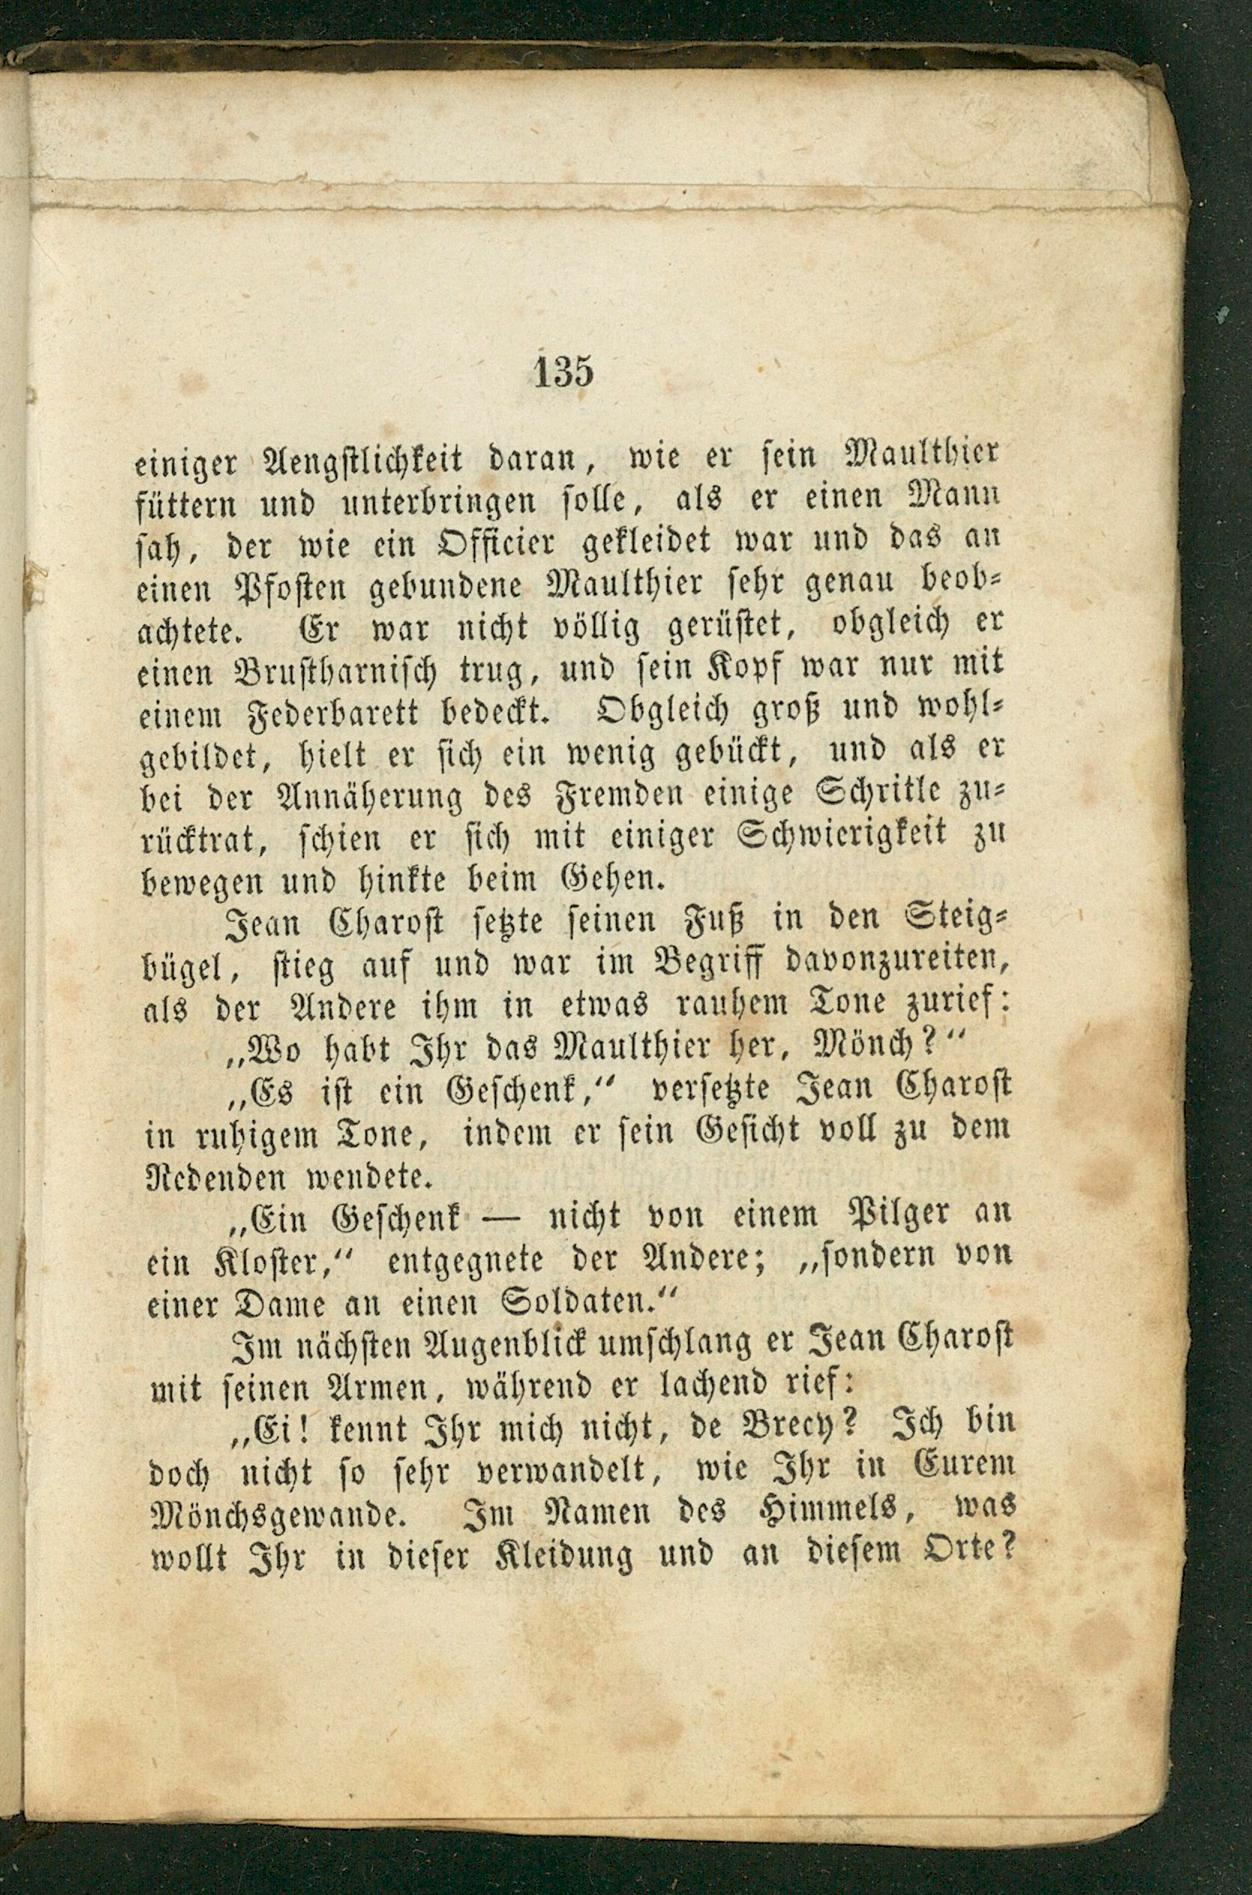 135
einiger Aengstlichkeit daran, wie er sein Maulthier
füttern und unterbringen solle, als er einen Mann
sah, der wie ein Officier gekleidet war und das an
einen Pfosten gebundene Maulthier sehr genau beob-
achtete. Er war nicht völlig gerüstet, obgleich er
einen Brustharnisch trug, und sein Kopf war nur mit
einem Federbarett bedeckt. Obgleich groß und wohl-
gebildet, hielt er sich ein wenig gebückt, und als er
bei der Annäherung des Fremden einige Schritle zu-
rücktrat, schien er sich mit einiger Schwierigkeit zu
bewegen und hinkte beim Gehen.
Jean Charost setzte seinen Fuß in den Steig-
bügel, stieg auf und war im Begriff davonzureiten,
als der Andere ihm in etwas rauhem Tone zurief:
„Wo habt Ihr das Maulthier her, Mönch?“
„Es ist ein Geschenk,“ versetzte Jean Charost
in ruhigem Tone, indem er sein Gesicht voll zu dem
Redenden wendete.
„Ein Geschenk — nicht von einem Pilger an
ein Kloster,“ entgegnete der Andere; „sondern von
einer Dame an einen Soldaten.“
Im nächsten Augenblick umschlang er Jean Charost
mit seinen Armen, während er lachend rief:
„Ei! kennt Ihr mich nicht, de Brecy? Ich bin
doch nicht so sehr verwandelt, wie Ihr in Eurem
Mönchsgewande. Im Namen des Himmels, was
wollt Ihr in dieser Kleidung und an diesem Orte?